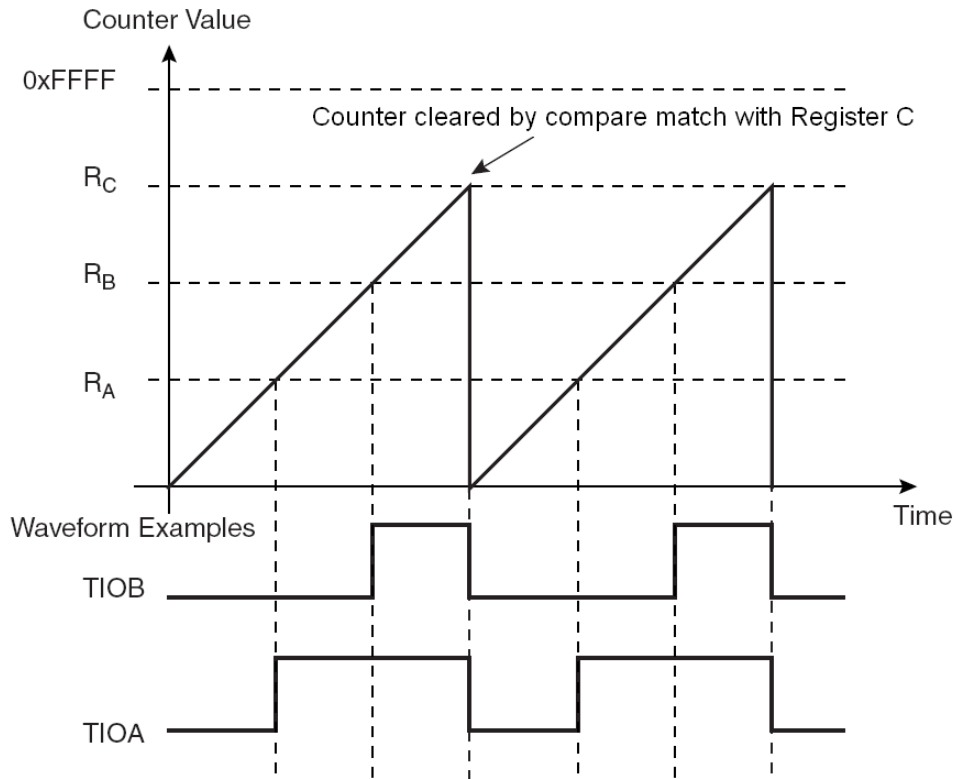 Counter Value
0xFFFF
Counter cleared by compare match with Register C
RC
RB
RA
Time
Waveform Examples
TIOB
TIOA